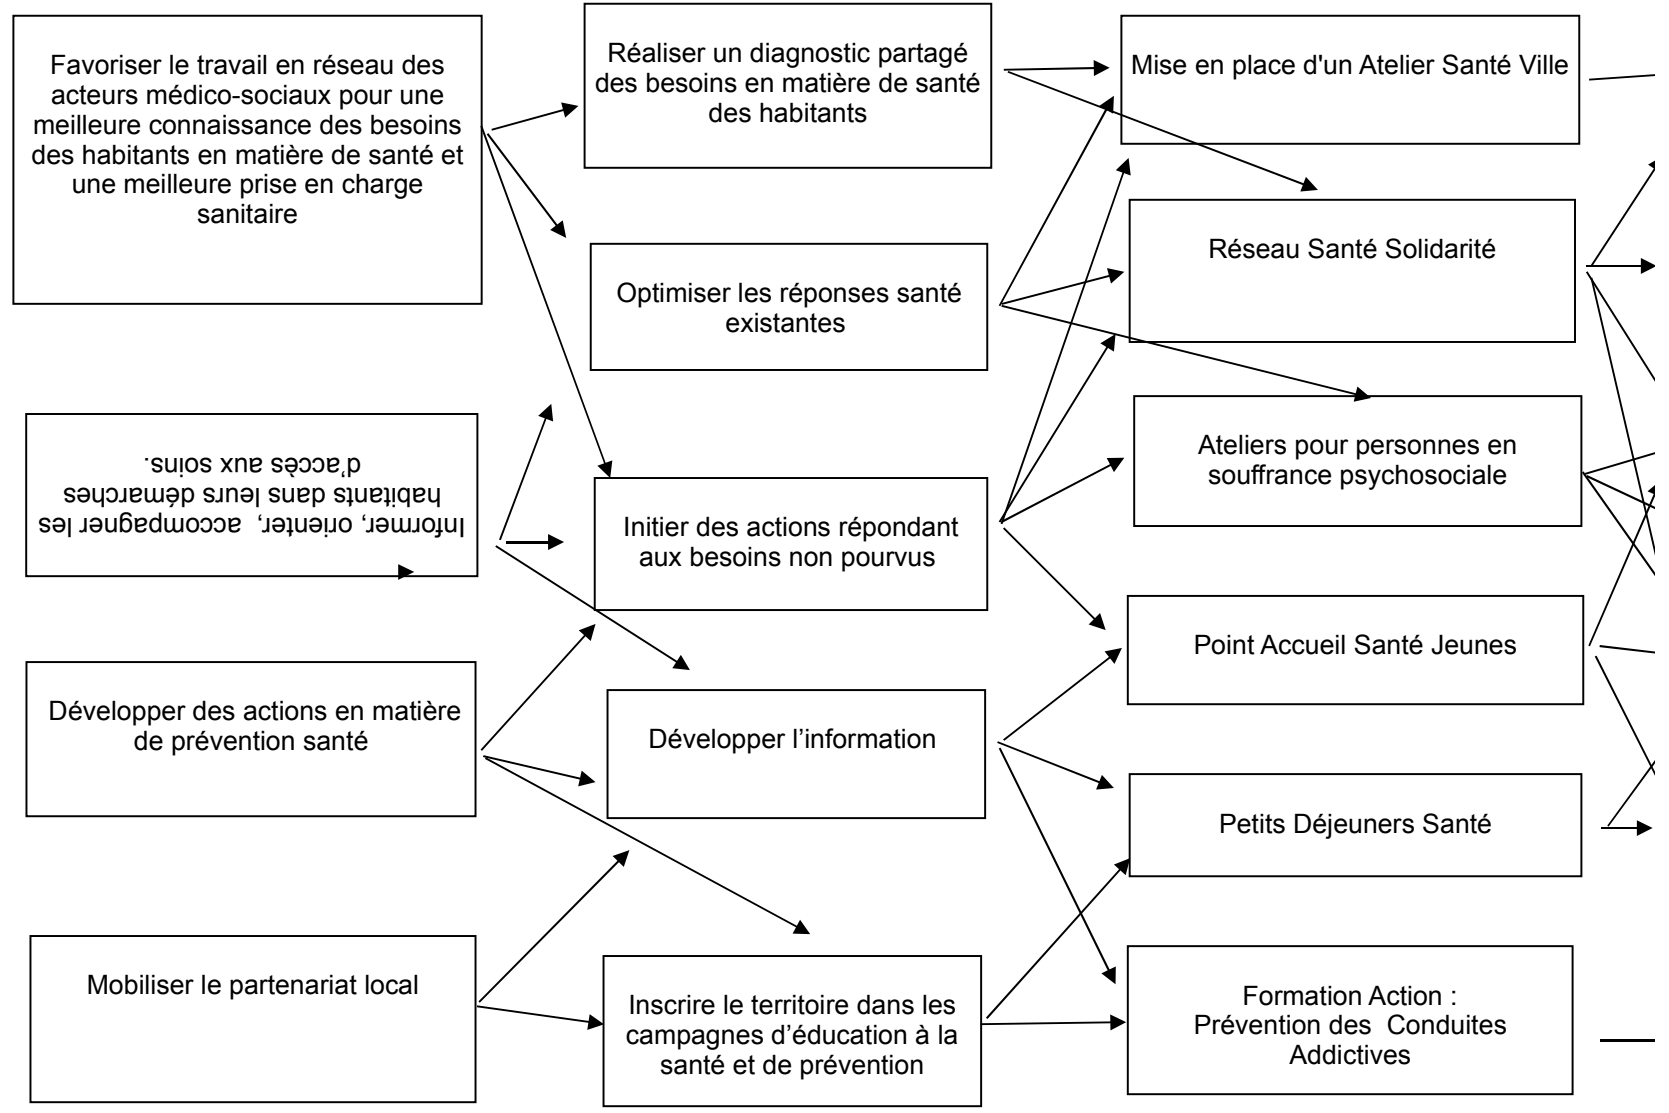 Favoriser le travail en réseau des
acteurs médico-sociaux pour une
meilleure connaissance des besoins
des habitants en matière de santé et
une meilleure prise en charge
sanitaire
Informer, orienter,  accompagner les
habitants dans leurs démarches
d’accès aux soins.
Développer des actions en matière
de prévention santé
Mobiliser le partenariat local
Réaliser un diagnostic partagé
des besoins en matière de santé
des habitants
Optimiser les réponses santé
existantes
Initier des actions répondant
aux besoins non pourvus
Développer l’information
Inscrire le territoire dans les
campagnes d’éducation à la
santé et de prévention
Mise en place d'un Atelier Santé Ville
Réseau Santé Solidarité
Ateliers pour personnes en
souffrance psychosociale
Point Accueil Santé Jeunes
Petits Déjeuners Santé
Formation Action :
Prévention des  Conduites
Addictives